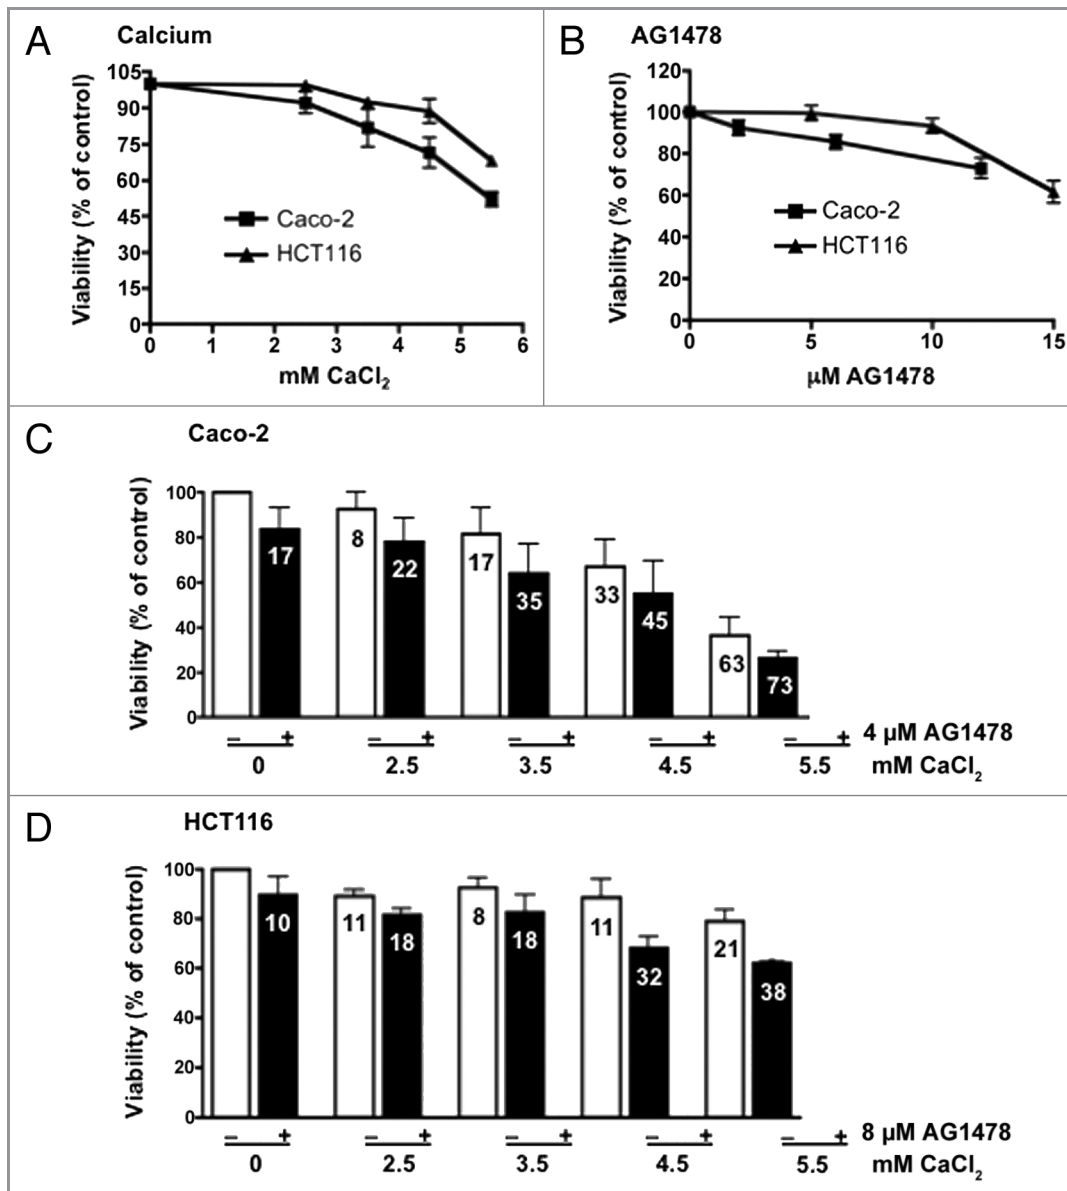 A
Calcium
Viability (% of control)
105
90
75
60
45
30
15
0
Caco-2
HCT116
0 1 2 3 4 5 6
mM CaCl2
B
AG1478
Viability (% of control)
120
100
80
60
40
20
0
Caco-2
HCT116
0 5 10 15
µM AG1478
C
Caco-2
Viability (% of control)
100
80
60
40
20
0
17 8 22 17 35 33 45 63 73
– + – + – + – + – + 4 µM AG1478
0 2.5 3.5 4.5 5.5 mM CaCl2
D
HCT116
Viability (% of control)
100
80
60
40
20
0
10 11 18 8 18 11 32 21 38
– + – + – + – + – + 8 µM AG1478
0 2.5 3.5 4.5 5.5 mM CaCl2